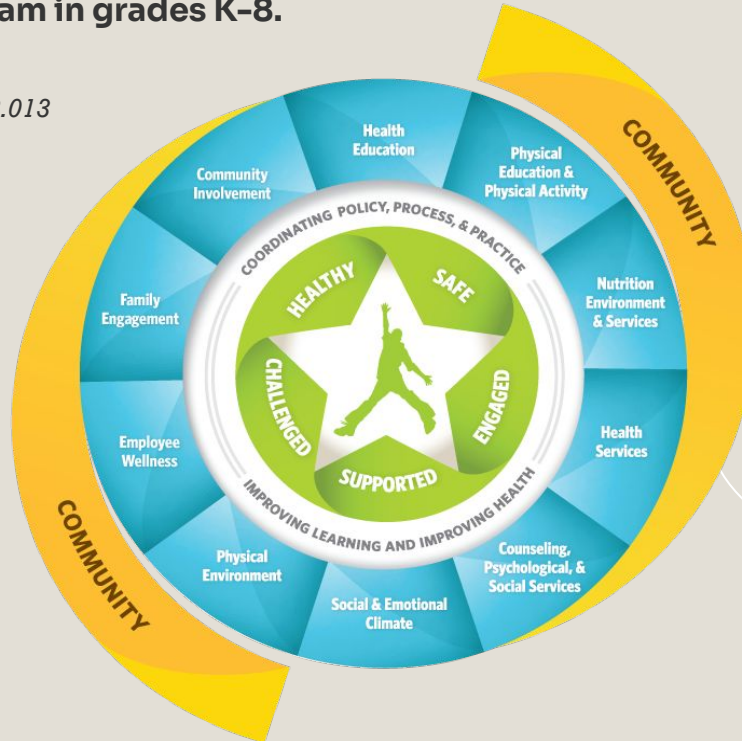 am in grades K–8.
.013
COMMUNITY
Health
Education
Physical
Education &
Physical Activity
Nutrition
Environment
& Services
Health
Services
Counseling,
Psychological, &
Social Services
Social & Emotional
Climate
Physical
Environment
Employee
Wellness
Family
Engagement
Community
Involvement
COORDINATING POLICY, PROCESS, & PRACTICE
HEALTHY
SAFE
ENGAGED
SUPPORTED
CHALLENGED
IMPROVING LEARNING AND IMPROVING HEALTH
COMMUNITY